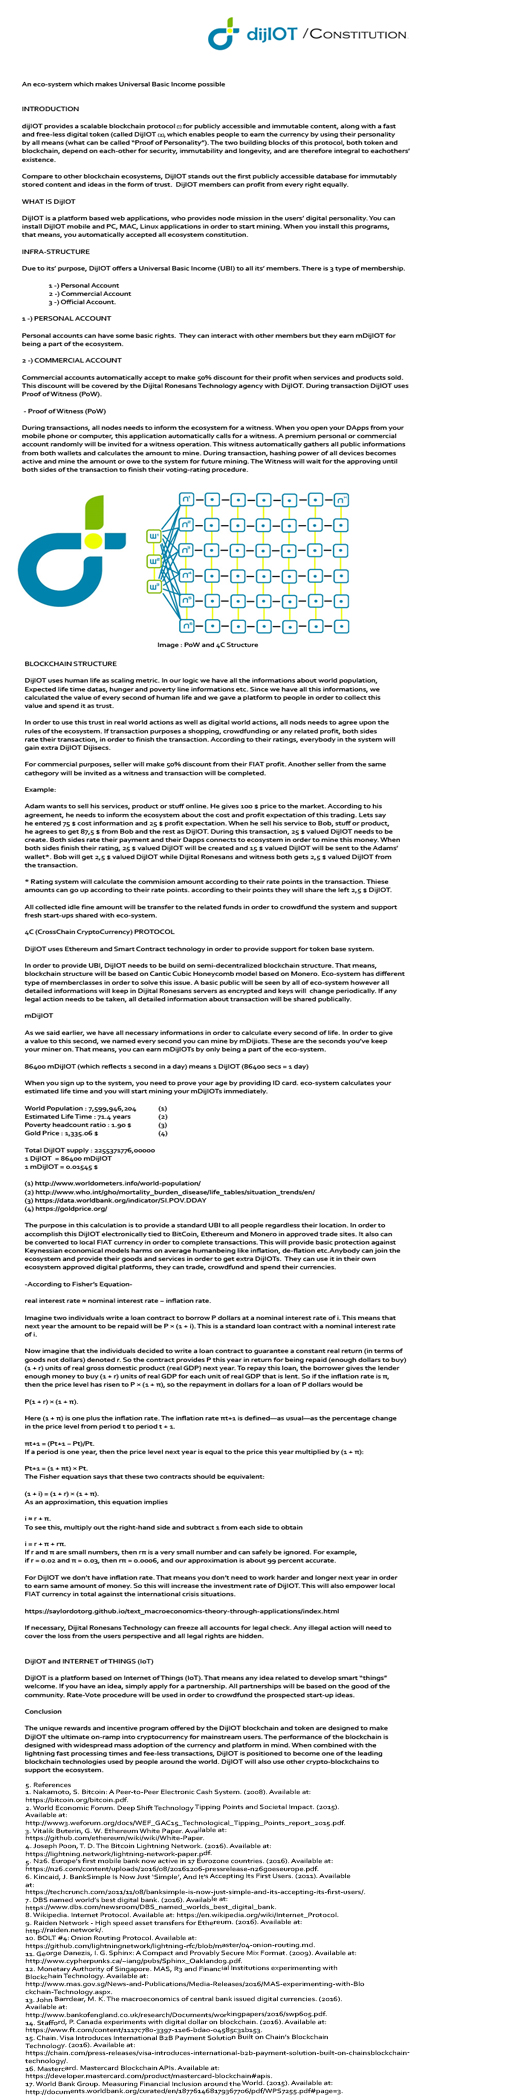 dijIOT /CONSTITUTION
An eco-system which makes Universal Basic Income possible
INTRODUCTION
dijIOT provides a scalable blockchain protocol (1) for publicly accessible and immutable content, along with a fast
and free-less digital token (called DijIOT (2), which enables people to earn the currency by using their personality
by all means (what can be called "Proof of Personality"). The two building blocks of this protocol, both token and
blockchain, depend on each-other for security, immutability and longevity, and are therefore integral to eachothers'
existence.
Compare to other blockchain ecosystems, DijIOT stands out the first publicly accessible database for immutably
stored content and ideas in the form of trust. DijIOT members can profit from every right equally.
WHAT IS DijIOT
DijIOT is a platform based web applications, who provides node mission in the users' digital personality. You can
install DijIOT mobile and PC, MAC, Linux applications in order to start mining. When you install this programs,
that means, you automatically accepted all ecosystem constitution.
INFRA-STRUCTURE
Due to its' purpose, DijIOT offers a Universal Basic Income (UBI) to all its' members. There is 3 type of membership.
1 -) Personal Account
2 -) Commercial Account
3 -) Official Account.
1 -) PERSONAL ACCOUNT
Personal accounts can have some basic rights. They can interact with other members but they earn mDijIOT for
being a part of the ecosystem.
2 -) COMMERCIAL ACCOUNT
Commercial accounts automatically accept to make 50% discount for their profit when services and products sold.
This discount will be covered by the Dijital Ronesans Technology agency with DijIOT. During transaction DijIOT uses
Proof of Witness (PoW).
- Proof of Witness (PoW)
During transactions, all nodes needs to inform the ecosystem for a witness. When you open your DApps from your
mobile phone or computer, this application automatically calls for a witness. A premium personal or commercial
account randomly will be invited for a witness operation. This witness automatically gathers all public informations
from both wallets and calculates the amount to mine. During transaction, hashing power of all devices becomes
active and mine the amount or owe to the system for future mining. The Witness will wait for the approving until
both sides of the transaction to finish their voting-rating procedure.
Image : PoW and 4C Structure
BLOCKCHAIN STRUCTURE
DijIOT uses human life as scaling metric. In our logic we have all the informations about world population,
Expected life time datas, hunger and poverty line informations etc. Since we have all this informations, we
calculated the value of every second of human life and we gave a platform to people in order to collect this
value and spend it as trust.
In order to use this trust in real world actions as well as digital world actions, all nods needs to agree upon the
rules of the ecosystem. If transaction purposes a shopping, crowdfunding or any related profit, both sides
rate their transaction, in order to finish the transaction. According to their ratings, everybody in the system will
gain extra DijIOT Dijisecs.
For commercial purposes, seller will make 50% discount from their FIAT profit. Another seller from the same
cathegory will be invited as a witness and transaction will be completed.
Example:
Adam wants to sell his services, product or stuff online. He gives 100 $ price to the market. According to his
agreement, he needs to inform the ecosystem about the cost and profit expectation of this trading. Lets say
he entered 75 $ cost information and 25 $ profit expectation. When he sell his service to Bob, stuff or product,
he agrees to get 87,5 $ from Bob and the rest as DijIOT. During this transaction, 25 $ valued DijIOT needs to be
create. Both sides rate their payment and their Dapps connects to ecosystem in order to mine this money. When
both sides finish their rating, 25 $ valued DijIOT will be created and 15 $ valued DijIOT will be sent to the Adams'
wallet*. Bob will get 2,5 $ valued DijIOT while Dijital Ronesans and witness both gets 2,5 $ valued DijIOT from
the transaction.
* Rating system will calculate the commision amount according to their rate points in the transaction. Thiese
amounts can go up according to their rate points. according to their points they will share the left 2,5 $ DijIOT.
All collected idle fine amount will be transfer to the related funds in order to crowdfund the system and support
fresh start-ups shared with eco-system.
4C (CrossChain CryptoCurrency) PROTOCOL
DijIOT uses Ethereum and Smart Contract technology in order to provide support for token base system.
In order to provide UBI, DijIOT needs to be build on semi-decentralized blockchain structure. That means,
blockchain structure will be based on Cantic Cubic Honeycomb model based on Monero. Eco-system has different
type of memberclasses in order to solve this issue. A basic public will be seen by all of eco-system however all
detailed informations will keep in Dijital Ronesans servers as encrypted and keys will change periodically. If any
legal action needs to be taken, all detailed information about transaction will be shared publically.
mDijIOT
As we said earlier, we have all necessary informations in order to calculate every second of life. In order to give
a value to this second, we named every second you can mine by mDijiots. These are the seconds you've keep
your miner on. That means, you can earn mDijIOTs by only being a part of the eco-system.
86400 mDijIOT (which reflects 1 second in a day) means 1 DijIOT (86400 secs = 1 day)
When you sign up to the system, you need to prove your age by providing ID card. eco-system calculates your
estimated life time and you will start mining your mDijIOTs immediately.
World Population : 7,599,946,204 (1)
Estimated Life Time : 71.4 years (2)
Poverty headcount ratio : 1.90 $ (3)
Gold Price : 1,335.06 $ (4)
Total DijIOT supply : 2255371776,00000
1 DijIOT = 86400 mDijIOT
1 mDijIOT = 0.01545 $
(1) http://www.worldometers.info/world-population/
(2) http://www.who.int/gho/mortality_burden_disease/life_tables/situation_trends/en/
(3) https://data.worldbank.org/indicator/SI.POV.DDAY
(4) https://goldprice.org/
The purpose in this calculation is to provide a standard UBI to all people regardless their location. In order to
accomplish this DijIOT electronically tied to BitCoin, Ethereum and Monero in approved trade sites. It also can
be converted to local FIAT currency in order to complete transactions. This will provide basic protection against
Keynessian economical models harms on average humanbeing like inflation, de-flation etc.Anybody can join the
ecosystem and provide their goods and services in order to get extra DijIOTs. They can use it in their own
ecosystem approved digital platforms, they can trade, crowdfund and spend their currencies.
-According to Fisher's Equation-
real interest rate ≈ nominal interest rate − inflation rate.
Imagine two individuals write a loan contract to borrow P dollars at a nominal interest rate of i. This means that
next year the amount to be repaid will be P × (1 + i). This is a standard loan contract with a nominal interest rate
of i.
Now imagine that the individuals decided to write a loan contract to guarantee a constant real return (in terms of
goods not dollars) denoted r. So the contract provides P this year in return for being repaid (enough dollars to buy)
(1 + r) units of real gross domestic product (real GDP) next year. To repay this loan, the borrower gives the lender
enough money to buy (1 + r) units of real GDP for each unit of real GDP that is lent. So if the inflation rate is π,
then the price level has risen to P × (1 + π), so the repayment in dollars for a loan of P dollars would be
P(1 + r) × (1 + π).
Here (1 + π) is one plus the inflation rate. The inflation rate πt+1 is defined—as usual—as the percentage change
in the price level from period t to period t + 1.
πt+1 = (Pt+1 − Pt)/Pt.
If a period is one year, then the price level next year is equal to the price this year multiplied by (1 + π):
Pt+1 = (1 + πt) × Pt.
The Fisher equation says that these two contracts should be equivalent:
(1 + i) = (1 + r) × (1 + π).
As an approximation, this equation implies
i ≈ r + π.
To see this, multiply out the right-hand side and subtract 1 from each side to obtain
i = r + π + rπ.
If r and π are small numbers, then rπ is a very small number and can safely be ignored. For example,
if r = 0.02 and π = 0.03, then rπ = 0.0006, and our approximation is about 99 percent accurate.
For DijIOT we don't have inflation rate. That means you don't need to work harder and longer next year in order
to earn same amount of money. So this will increase the investment rate of DijIOT. This will also empower local
FIAT currency in total against the international crisis situations.
https://saylordotorg.github.io/text_macroeconomics-theory-through-applications/index.html
If necessary, Dijital Ronesans Technology can freeze all accounts for legal check. Any illegal action will need to
cover the loss from the users perspective and all legal rights are hidden.
DijIOT and INTERNET of THINGS (IoT)
DijIOT is a platform based on Internet of Things (IoT). That means any idea related to develop smart "things"
welcome. If you have an idea, simply apply for a partnership. All partnerships will be based on the good of the
community. Rate-Vote procedure will be used in order to crowdfund the prospected start-up ideas.
Conclusion
The unique rewards and incentive program offered by the DijIOT blockchain and token are designed to make
DijIOT the ultimate on-ramp into cryptocurrency for mainstream users. The performance of the blockchain is
designed with widespread mass adoption of the currency and platform in mind. When combined with the
lightning fast processing times and fee-less transactions, DijIOT is positioned to become one of the leading
blockchain technologies used by people around the world. DijIOT will also use other crypto-blockchains to
support the ecosystem.
5. References
1. Nakamoto, S. Bitcoin: A Peer-to-Peer Electronic Cash System. (2008). Available at:
https://bitcoin.org/bitcoin.pdf.
2. World Economic Forum. Deep Shift Technology Tipping Points and Societal Impact. (2015).
Available at:
http://www3.weforum.org/docs/WEF_GAC15_Technological_Tipping_Points_report_2015.pdf.
3. Vitalik Buterin, G. W. Ethereum White Paper. Available at:
https://github.com/ethereum/wiki/wiki/White-Paper.
4. Joseph Poon, T. D. The Bitcoin Lightning Network. (2016). Available at:
https://lightning.network/lightning-network-paper.pdf.
5. N26. Europe's first mobile bank now active in 17 Eurozone countries. (2016). Available at:
https://n26.com/content/uploads/2016/08/20161206-pressrelease-n26goeseurope.pdf.
6. Kincaid, J. BankSimple Is Now Just 'Simple', And It's Accepting Its First Users. (2011). Available
at:
https://techcrunch.com/2011/11/08/banksimple-is-now-just-simple-and-its-accepting-its-first-users/.
7. DBS named world's best digital bank. (2016). Available at:
https://www.dbs.com/newsroom/DBS_named_worlds_best_digital_bank.
8. Wikipedia. Internet Protocol. Available at: https://en.wikipedia.org/wiki/Internet_Protocol.
9. Raiden Network - High speed asset transfers for Ethereum. (2016). Available at:
http://raiden.network/.
10. BOLT #4: Onion Routing Protocol. Available at:
https://github.com/lightningnetwork/lightning-rfc/blob/master/04-onion-routing.md.
11. George Danezis, I. G. Sphinx: A Compact and Provably Secure Mix Format. (2009). Available at:
http://www.cypherpunks.ca/~iang/pubs/Sphinx_Oakland09.pdf.
12. Monetary Authority of Singapore. MAS, R3 and Financial Institutions experimenting with
Blockchain Technology. Available at:
http://www.mas.gov.sg/News-and-Publications/Media-Releases/2016/MAS-experimenting-with-Blo
ckchain-Technology.aspx.
13. John Barrdear, M. K. The macroeconomics of central bank issued digital currencies. (2016).
Available at:
http://www.bankofengland.co.uk/research/Documents/workingpapers/2016/swp605.pdf.
14. Stafford, P. Canada experiments with digital dollar on blockchain. (2016). Available at:
https://www.ft.com/content/1117c780-3397-11e6-bda0-04585c31b153.
15. Chain. Visa Introduces International B2B Payment Solution Built on Chain's Blockchain
Technology. (2016). Available at:
https://chain.com/press-releases/visa-introduces-international-b2b-payment-solution-built-on-chainsblockchain-
technology/.
16. Mastercard. Mastercard Blockchain APIs. Available at:
https://developer.mastercard.com/product/mastercard-blockchain#apis.
17. World Bank Group. Measuring Financial Inclusion around the World. (2015). Available at:
http://documents.worldbank.org/curated/en/187761468179367706/pdf/WPS7255.pdf#page=3.